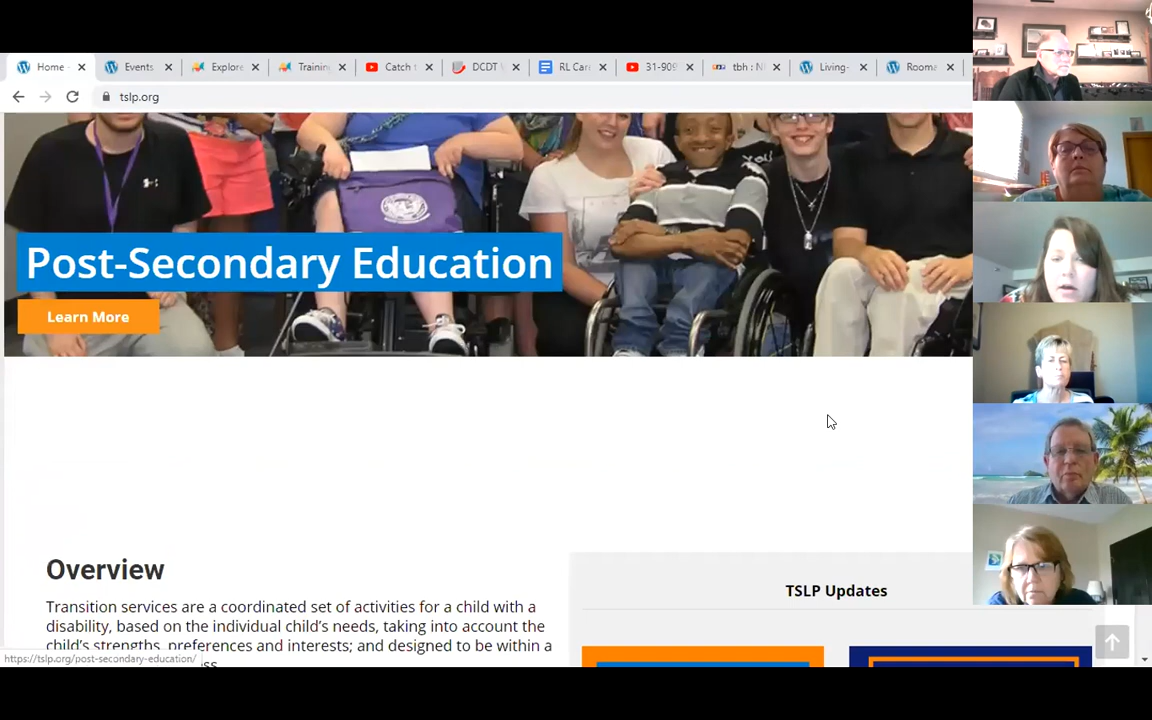 Home
Events
Explore
Training
Catch t
DCDT
RL Car
31-909
tbh : N
Living-
Rooma
tslp.org
you
Post-Secondary Education
Learn More
Overview
Transition services are a coordinated set of activities for a child with a
disability, based on the individual child's needs, taking into account the
child's strengths, preferences and interests; and designed to be within a
https://tslp.org/post-secondary-education/
TSLP Updates